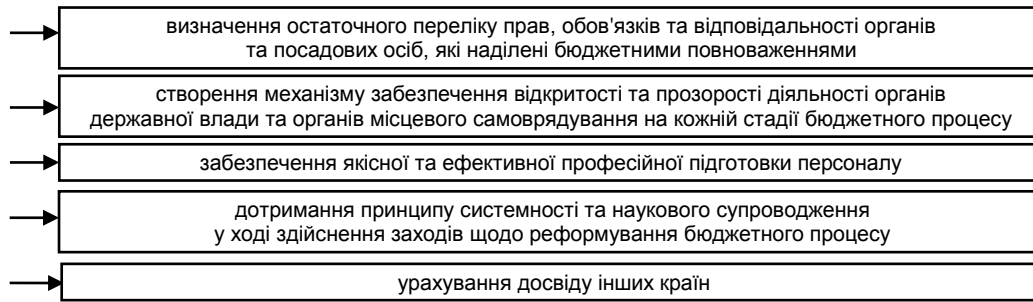 визначення остаточного переліку прав, обов'язків та відповідальності органів
та посадових осіб, які наділені бюджетними повноваженнями
створення механізму забезпечення відкритості та прозорості діяльності органів
державної влади та органів місцевого самоврядування на кожній стадії бюджетного процесу
забезпечення якісної та ефективної професійної підготовки персоналу
дотримання принципу системності та наукового супроводження
у ході здійснення заходів щодо реформування бюджетного процесу
урахування досвіду інших країн